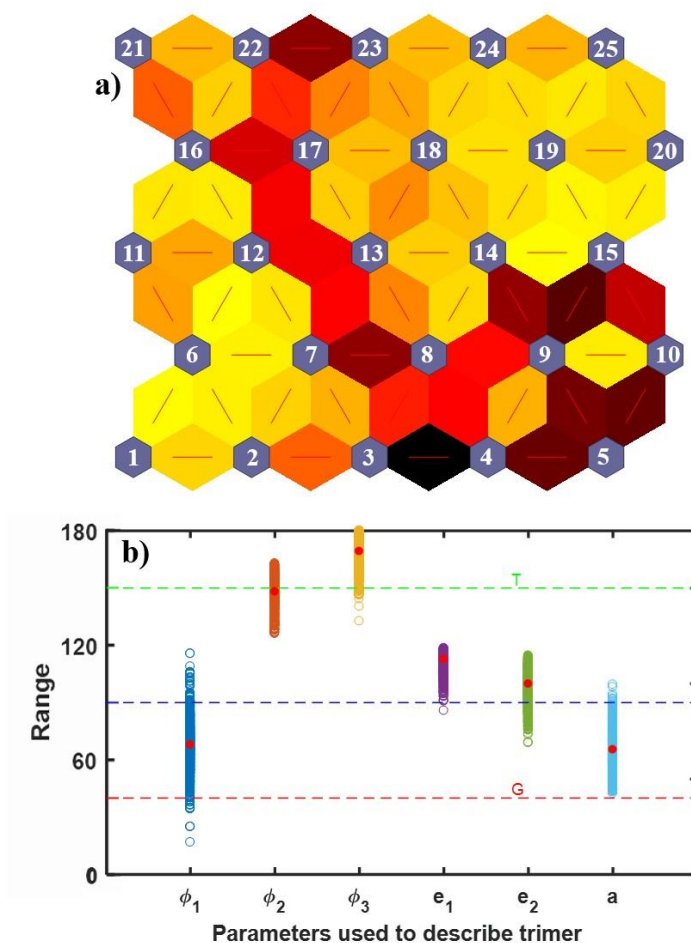 21 22 23 24 25
a)
16 17 18 19 20
11 12 13 14 15
6 7 8 9 10
1 2 3 4 5
180
b)
T
120
Range
60
G
0
ϕ1 ϕ2 ϕ3 e1 e2 a
Parameters used to describe trimer